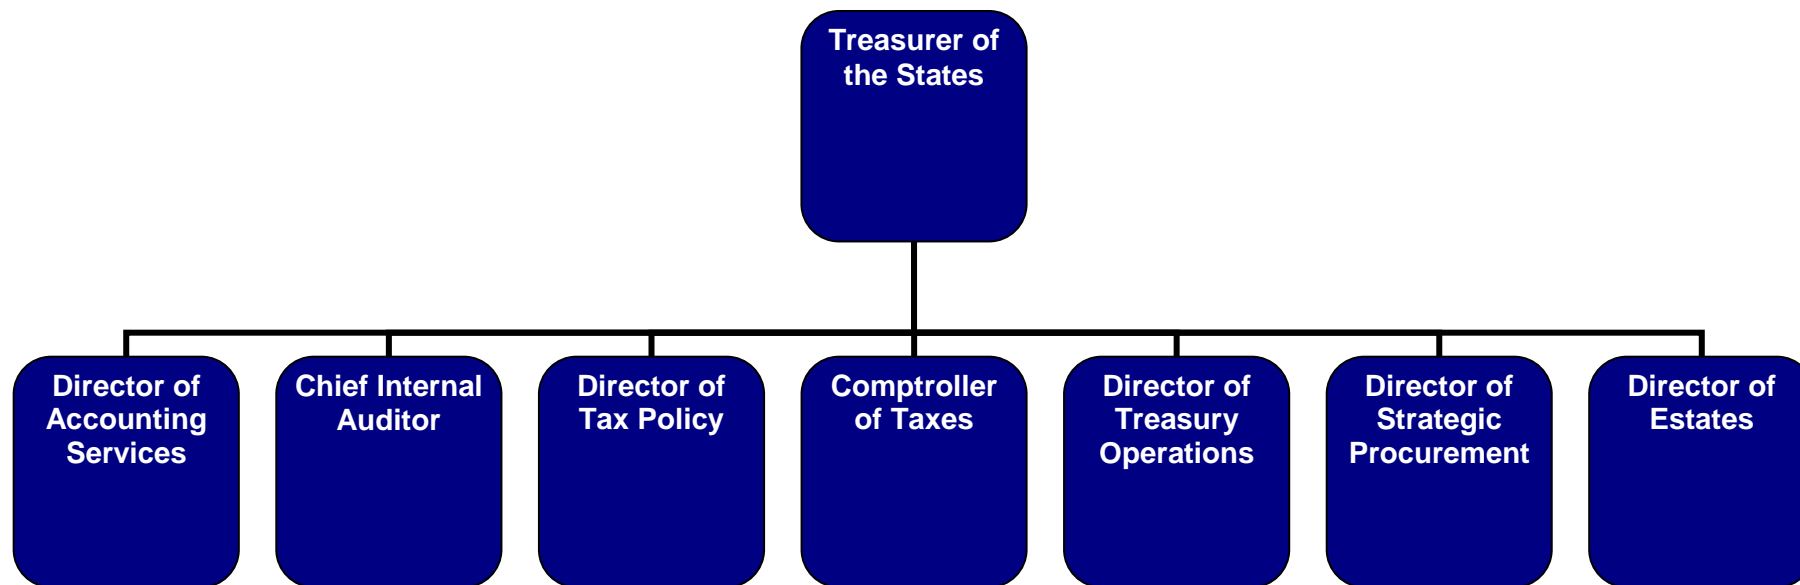 Treasurer of
the States
Director of
Accounting
Services
Chief Internal
Auditor
Director of
Tax Policy
Comptroller
of Taxes
Director of
Treasury
Operations
Director of
Strategic
Procurement
Director of
Estates